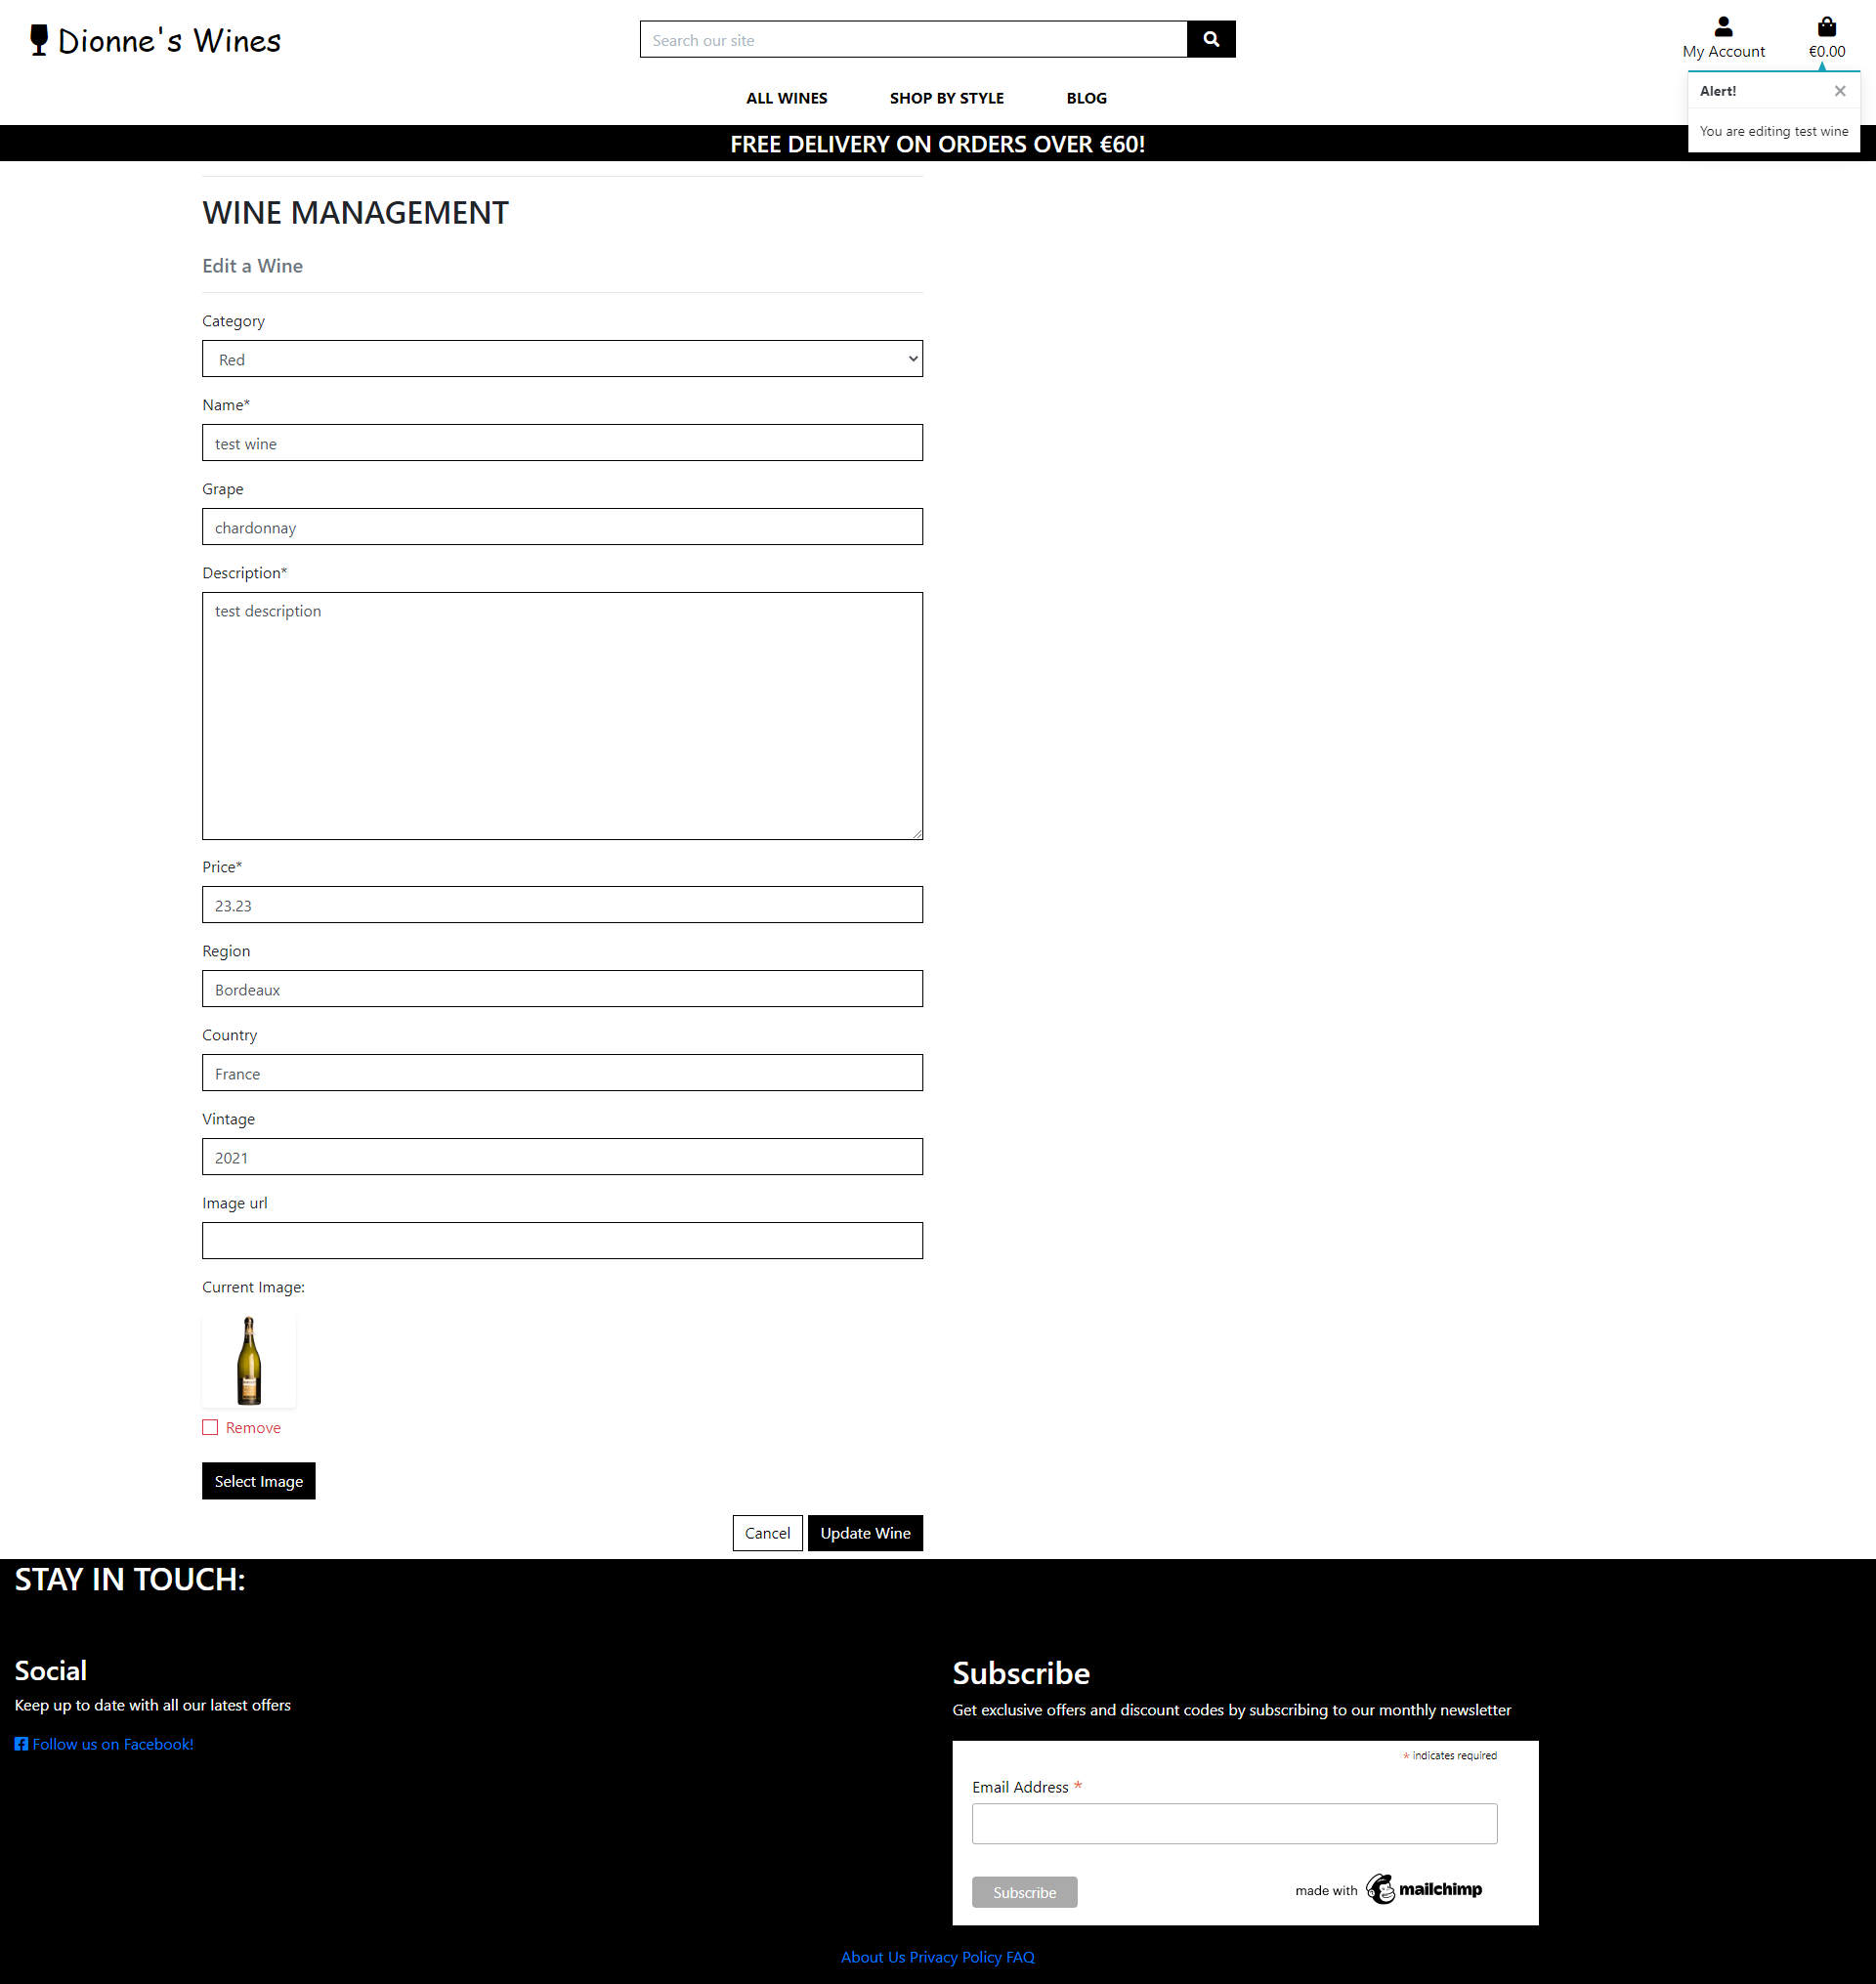 Dionne's Wines
Search our site
My Account
€0.00
ALL WINES
SHOP BY STYLE
BLOG
Alert!
×
You are editing test wine
FREE DELIVERY ON ORDERS OVER €60!
WINE MANAGEMENT
Edit a Wine
Category
Red
Name*
test wine
Grape
chardonnay
Description*
test description
Price*
23.23
Region
Bordeaux
Country
France
Vintage
2021
Image url
Current Image:
Remove
Select Image
Cancel
Update Wine
STAY IN TOUCH:
Social
Keep up to date with all our latest offers
Follow us on Facebook!
Subscribe
Get exclusive offers and discount codes by subscribing to our monthly newsletter
* indicates required
Email Address *
Subscribe
made with mailchimp
About Us Privacy Policy FAQ